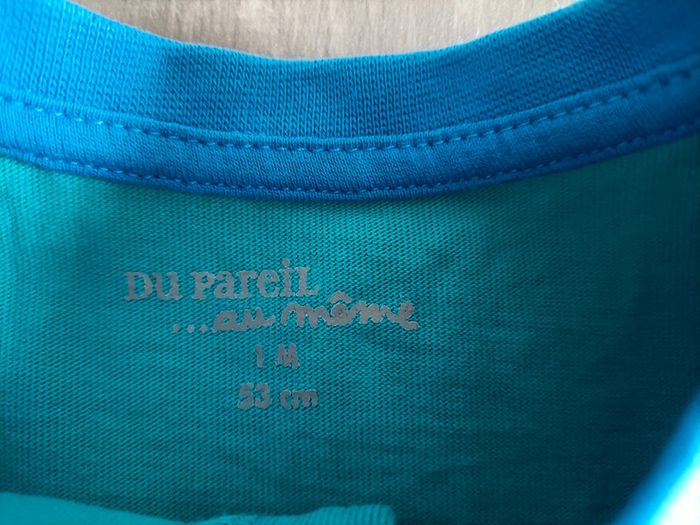 Du Pareil
...au même
1 M
53 cm